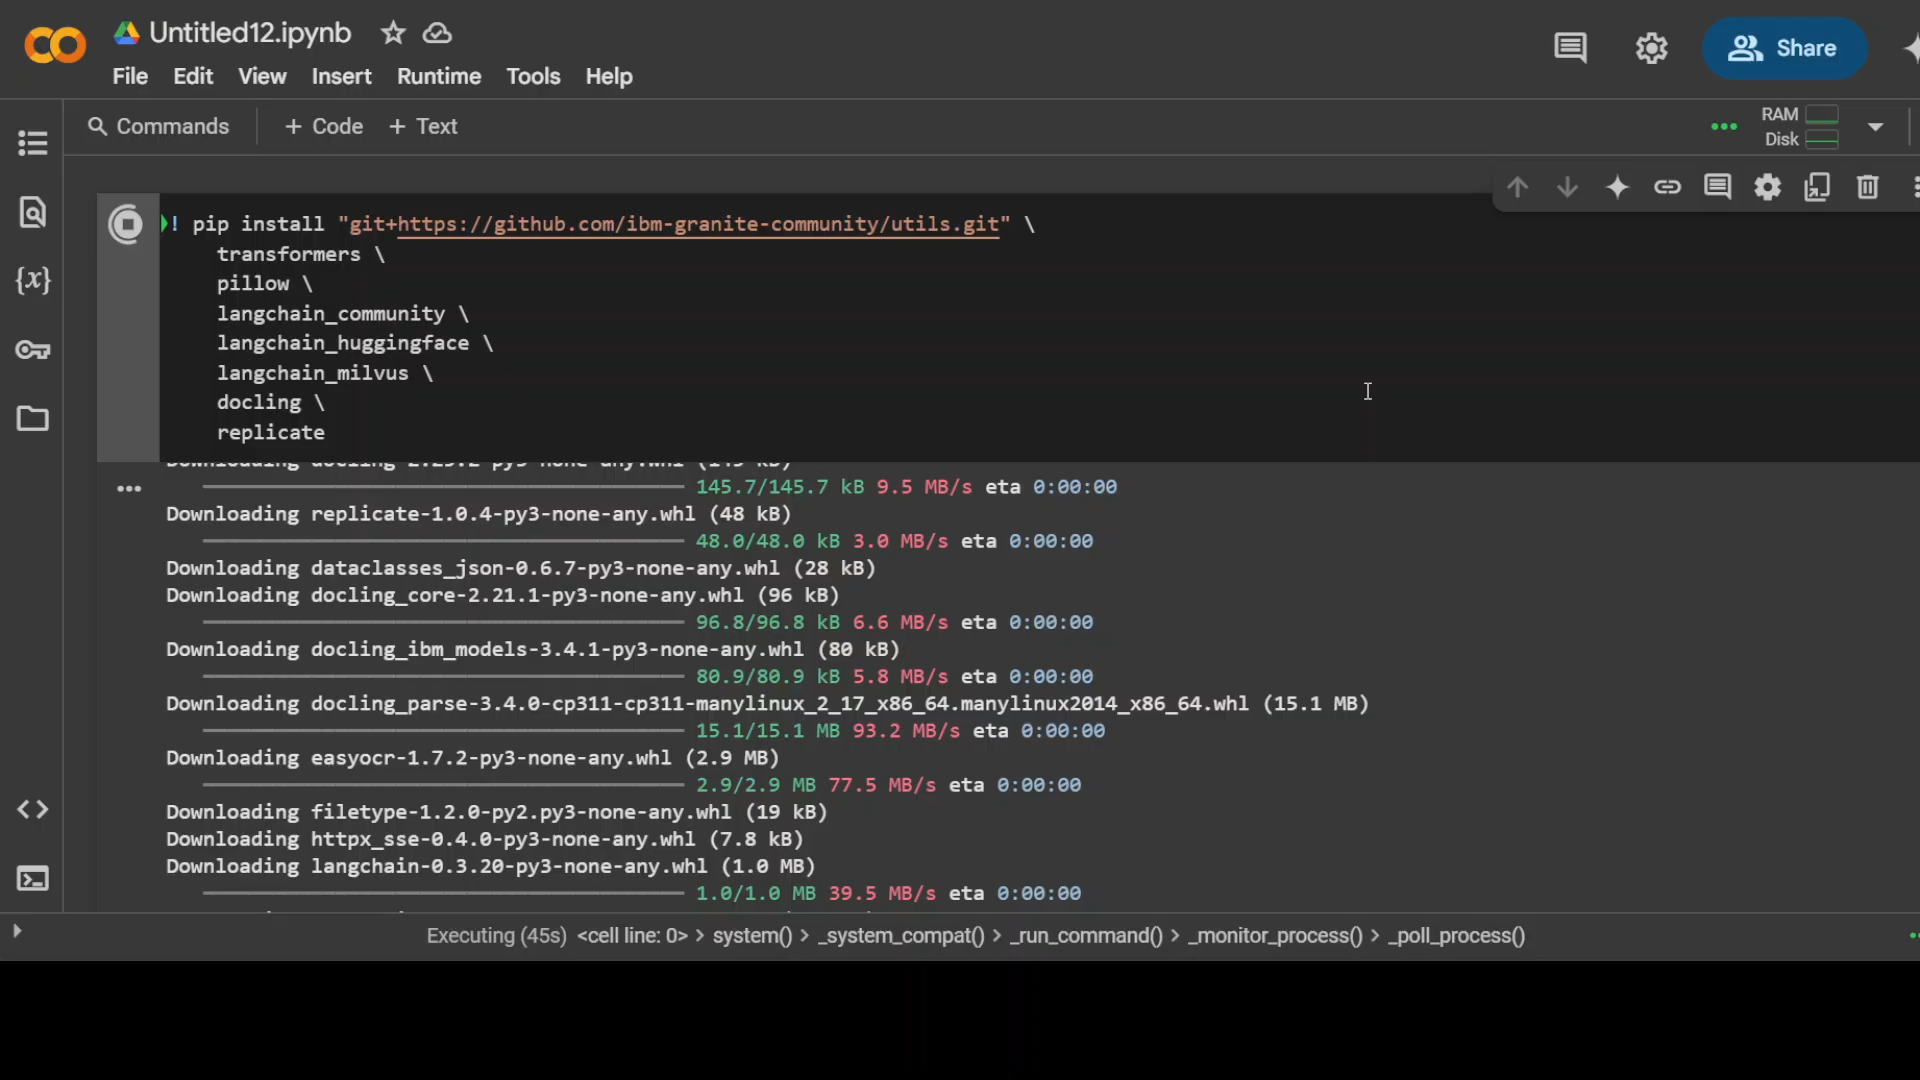 Untitled12.ipynb
File Edit View Insert Runtime Tools Help
Share
Commands + Code + Text
RAM
Disk
! pip install "git+https://github.com/ibm-granite-community/utils.git" \
transformers \
pillow \
langchain_community \
langchain_huggingface \
langchain_milvus \
docling \
replicate
145.7/145.7 kB 9.5 MB/s eta 0:00:00
Downloading replicate-1.0.4-py3-none-any.whl (48 kB)
48.0/48.0 kB 3.0 MB/s eta 0:00:00
Downloading dataclasses_json-0.6.7-py3-none-any.whl (28 kB)
Downloading docling_core-2.21.1-py3-none-any.whl (96 kB)
96.8/96.8 kB 6.6 MB/s eta 0:00:00
Downloading docling_ibm_models-3.4.1-py3-none-any.whl (80 kB)
80.9/80.9 kB 5.8 MB/s eta 0:00:00
Downloading docling_parse-3.4.0-cp311-cp311-manylinux_2_17_x86_64.manylinux2014_x86_64.whl (15.1 MB)
15.1/15.1 MB 93.2 MB/s eta 0:00:00
Downloading easyocr-1.7.2-py3-none-any.whl (2.9 MB)
2.9/2.9 MB 77.5 MB/s eta 0:00:00
Downloading filetype-1.2.0-py2.py3-none-any.whl (19 kB)
Downloading httpx_sse-0.4.0-py3-none-any.whl (7.8 kB)
Downloading langchain-0.3.20-py3-none-any.whl (1.0 MB)
1.0/1.0 MB 39.5 MB/s eta 0:00:00
Executing (45s) <cell line: 0> > system() > _system_compat() > _run_command() > _monitor_process() > _poll_process()